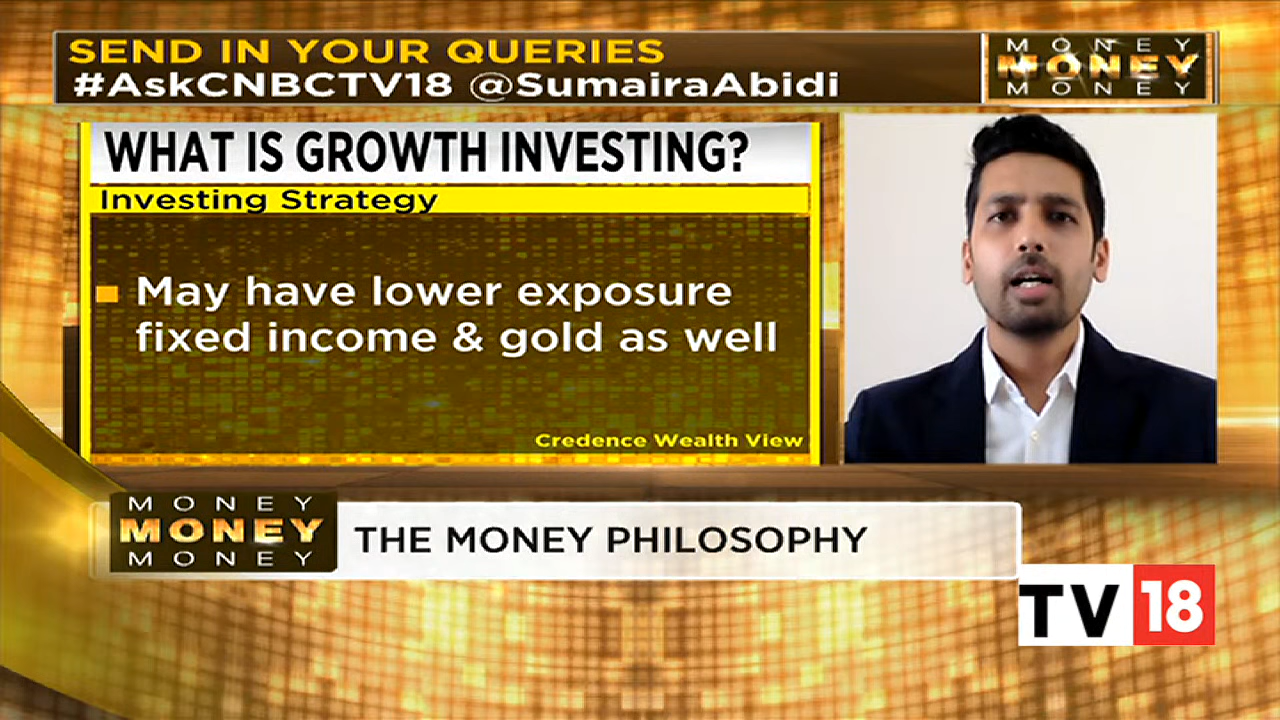 SEND IN YOUR QUERIES
#AskCNBCTV18 @SumairaAbidi
MONEY
MONEY
MONEY
WHAT IS GROWTH INVESTING?
Investing Strategy
May have lower exposure
fixed income & gold as well
Credence Wealth View
MONEY
MONEY
MONEY
THE MONEY PHILOSOPHY
TV18